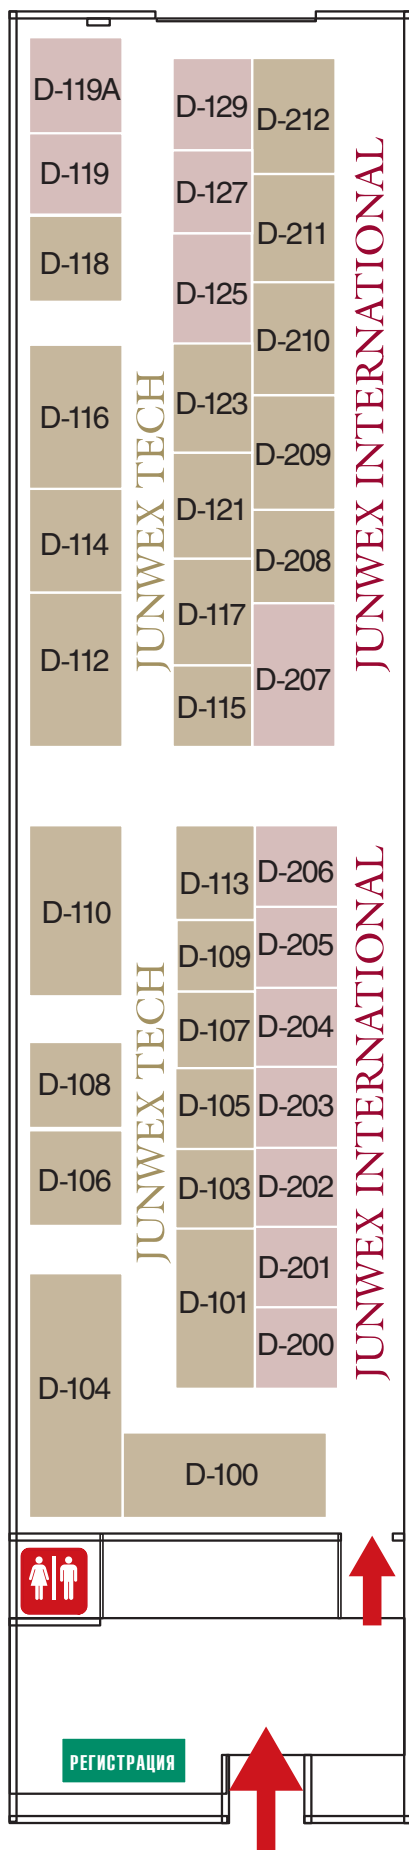 D-119A
D-119
D-118
D-116
D-114
D-112
JUNWEX TECH
D-129
D-127
D-125
D-123
D-121
D-117
D-115
D-212
D-211
D-210
D-209
D-208
D-207
JUNWEX INTERNATIONAL
D-110
D-108
D-106
D-104
JUNWEX TECH
D-113
D-109
D-107
D-105
D-103
D-101
D-206
D-205
D-204
D-203
D-202
D-201
D-200
JUNWEX INTERNATIONAL
D-100
РЕГИСТРАЦИЯ